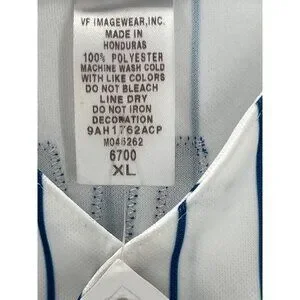 VF IMAGEWEAR,INC.
MADE IN
HONDURAS
100% POLYESTER
MACHINE WASH COLD
WITH LIKE COLORS
DO NOT BLEACH
LINE DRY
DO NOT IRON
DECORATION
9AH1762ACP
M046262
6700
XL